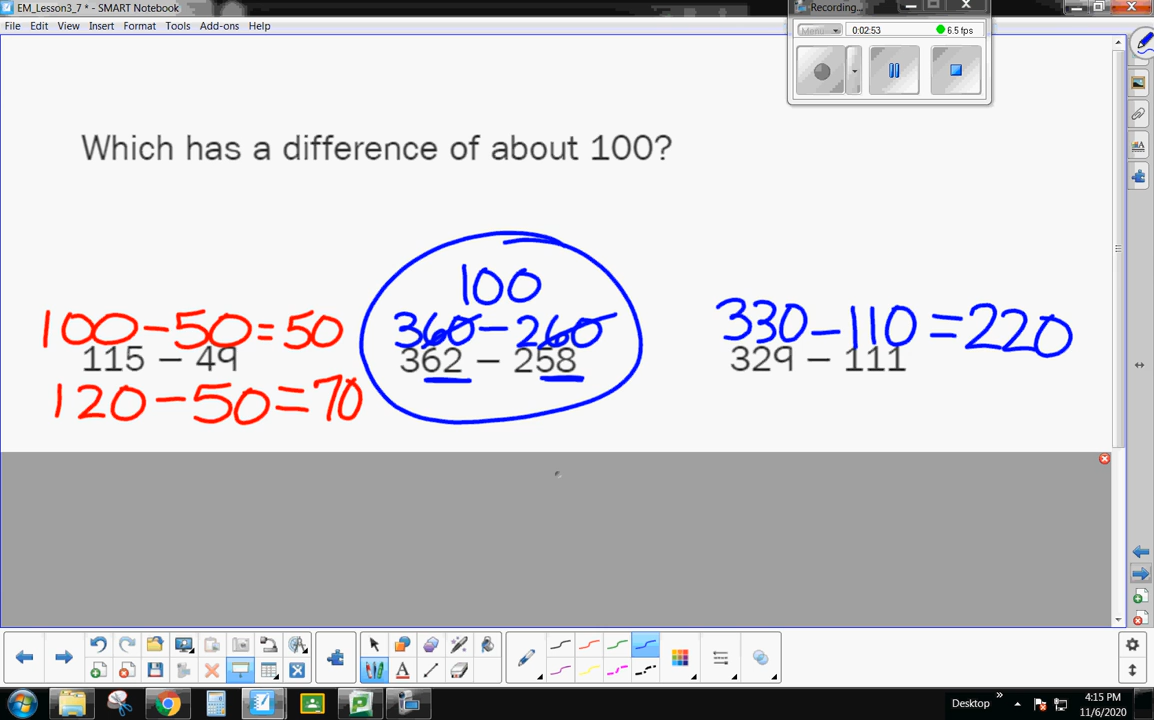 EM_Lesson3_7 * - SMART Notebook
Recording...
File Edit View Insert Format Tools Add-ons Help
Menu 0:02:53 6.5 fps
Which has a difference of about 100?
100
100-50=50 360-260 330-110=220
115 - 49 362 - 258 329 - 111
120-50=70
Desktop
4:15 PM
11/6/2020